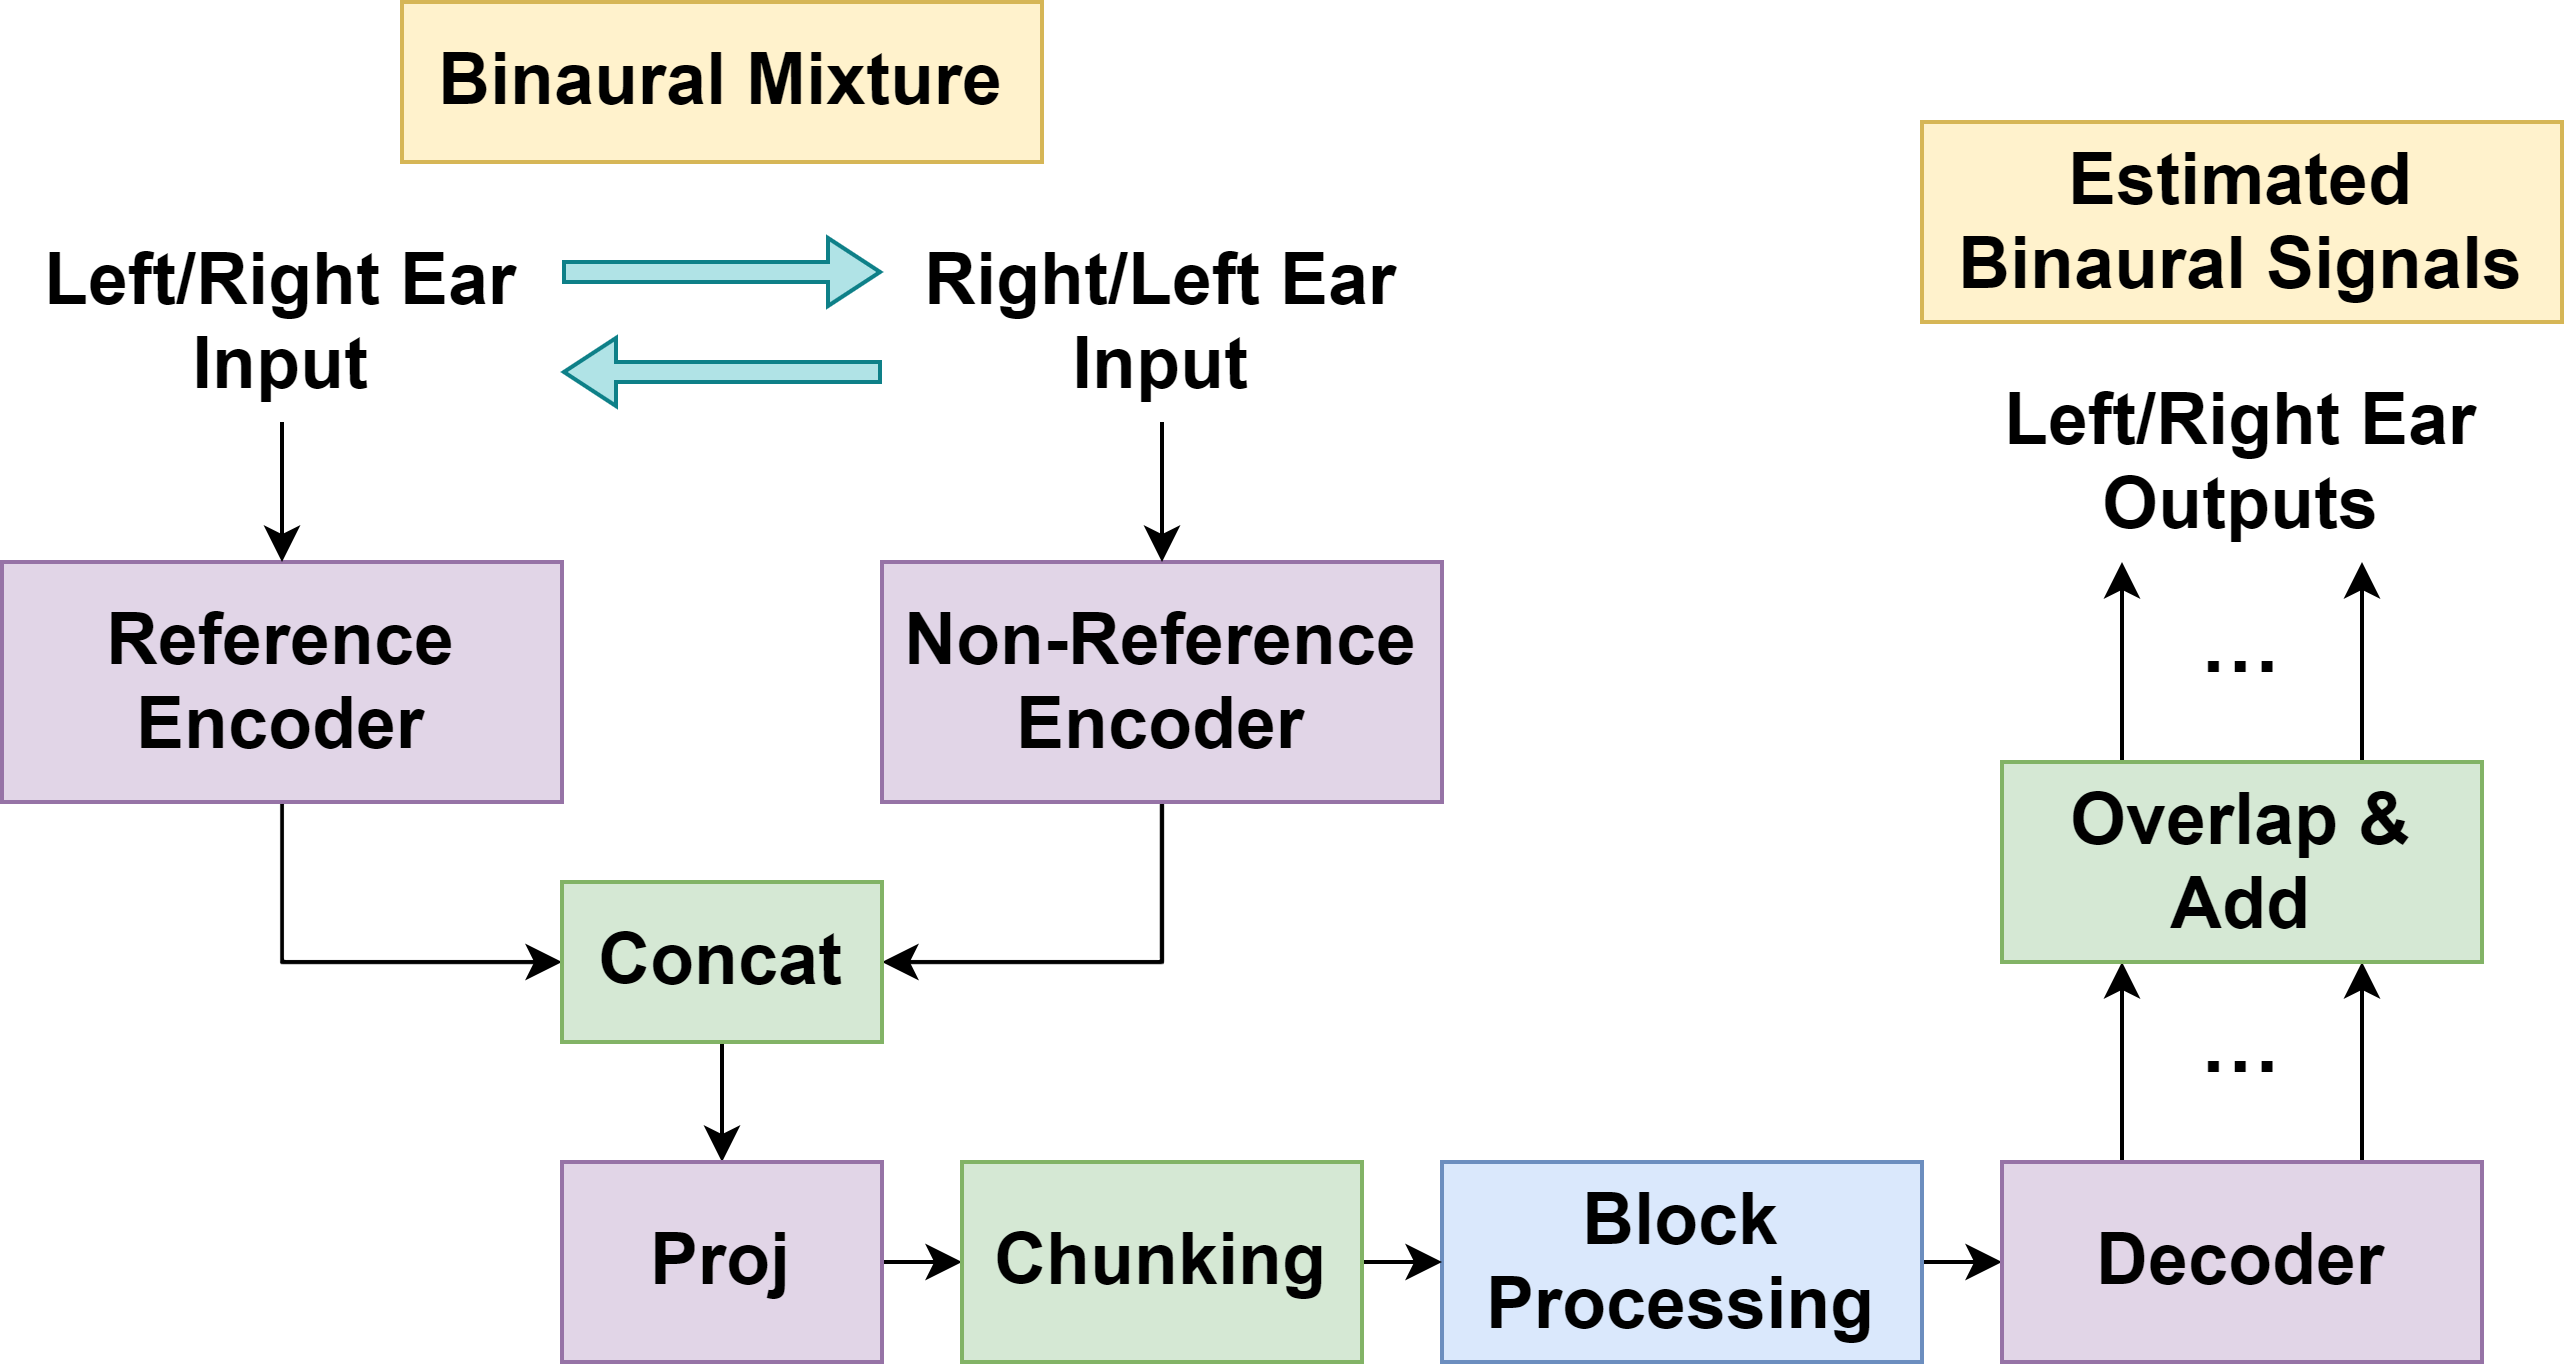 Binaural Mixture
Left/Right Ear
Input
Right/Left Ear
Input
Reference
Encoder
Non-Reference
Encoder
Concat
Proj
Chunking
Block
Processing
Decoder
...
Overlap &
Add
...
Left/Right Ear
Outputs
Estimated
Binaural Signals